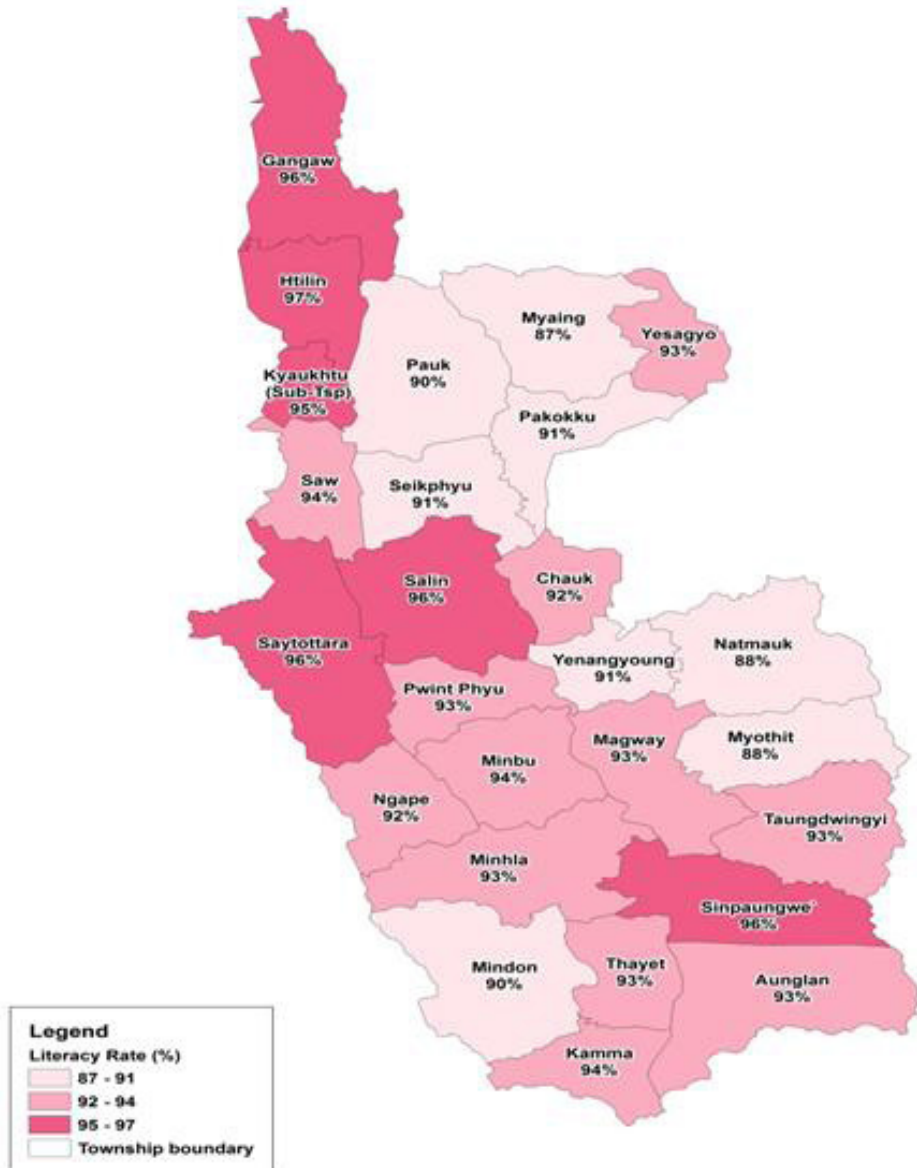 Gangaw
96%
Htilin
97%
Kyaukhtu
(Sub-Tsp)
95%
Pauk
90%
Myaing
87%
Yesagyo
93%
Pakokku
91%
Saw
94%
Seikphyu
91%
Salin
96%
Chauk
92%
Saytottara
96%
Yenangyoung
91%
Natmauk
88%
Pwint Phyu
93%
Magway
93%
Myothit
88%
Minbu
94%
Ngape
92%
Taungdwingyi
93%
Minhla
93%
Sinpaungwe`
96%
Mindon
90%
Thayet
93%
Aunglan
93%
Kamma
94%
Legend
Literacy Rate (%)
87 - 91
92 - 94
95 - 97
Township boundary